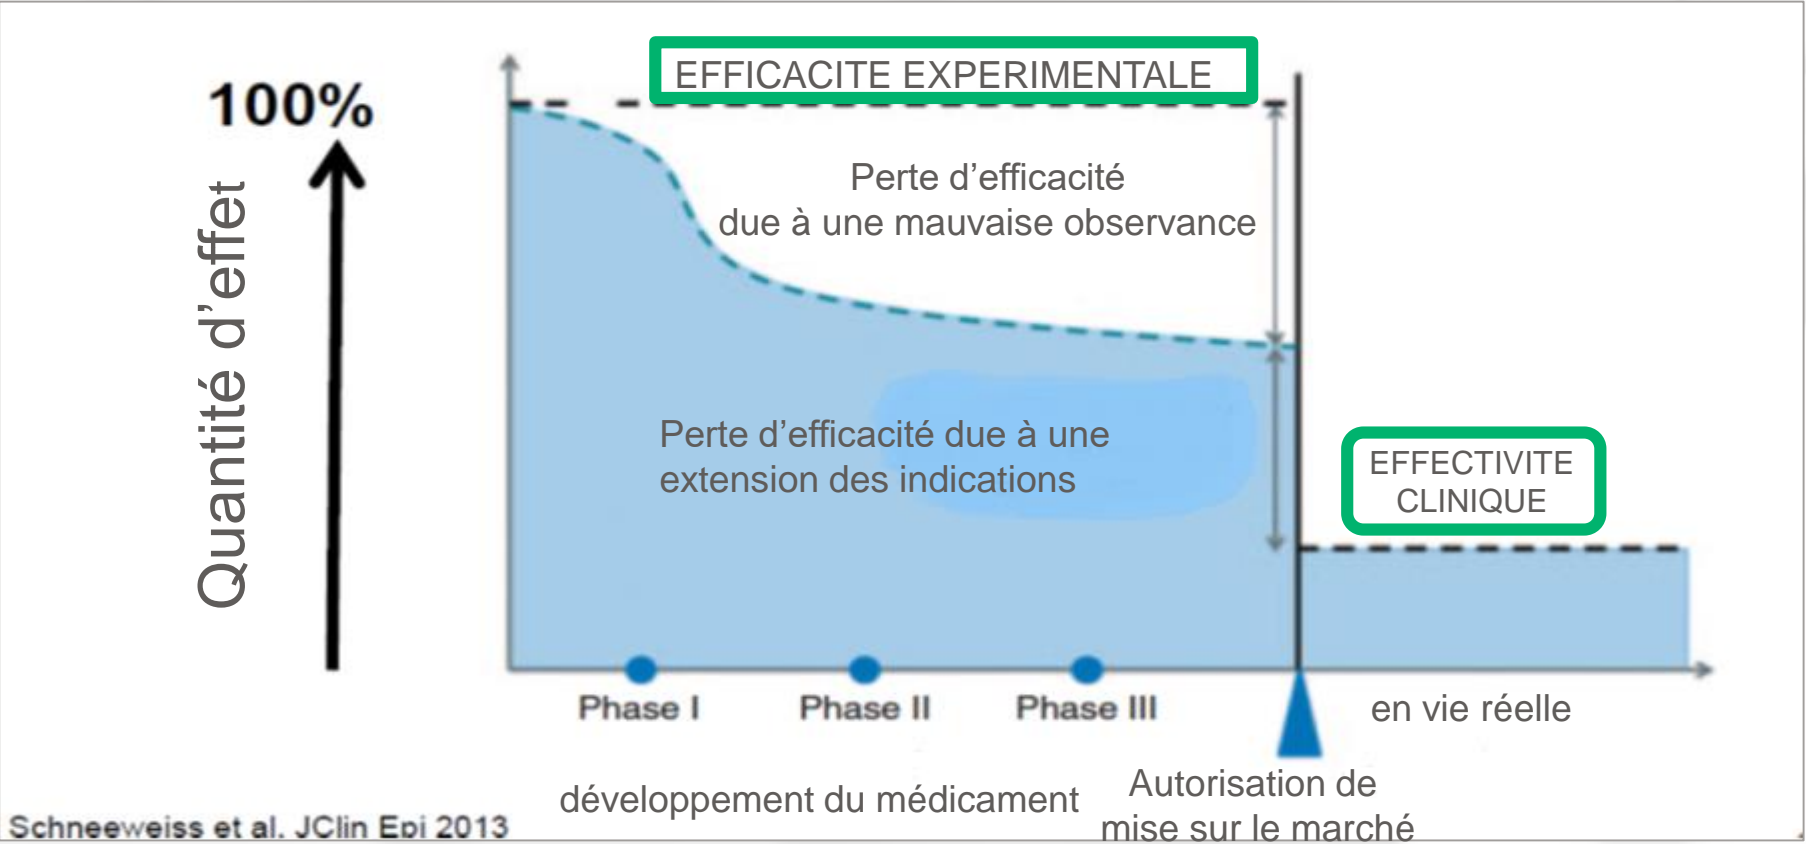 EFFICACITE EXPERIMENTALE
100%
Quantité d'effet
Perte d'efficacité
due à une mauvaise observance
Perte d'efficacité due à une
extension des indications
EFFECTIVITE
CLINIQUE
Phase I
Phase II
Phase III
en vie réelle
développement du médicament
Autorisation de
mise sur le marché
Schneeweiss et al. JClin Epi 2013